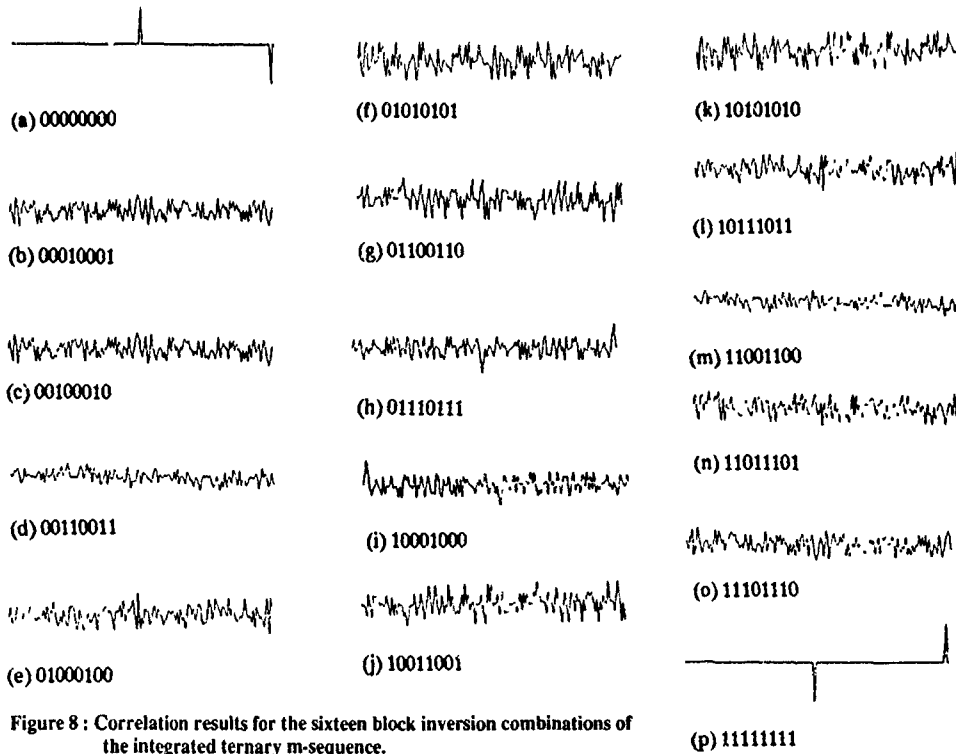 (a) 00000000
(b) 00010001
(c) 00100010
(d) 00110011
(e) 01000100
(f) 01010101
(g) 01100110
(h) 01110111
(i) 10001000
(j) 10011001
(k) 10101010
(l) 10111011
(m) 11001100
(n) 11011101
(o) 11101110
(p) 11111111
Figure 8 : Correlation results for the sixteen block inversion combinations of
the integrated ternary m-sequence.